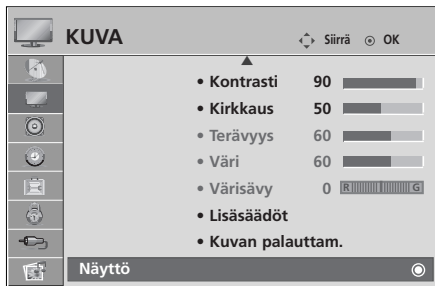 KUVA Siirrä OK
• Kontrasti 90
• Kirkkaus 50
• Terävyys 60
• Väri 60
• Värisävy 0 R G
• Lisäsäädöt
• Kuvan palauttam.
Näyttö